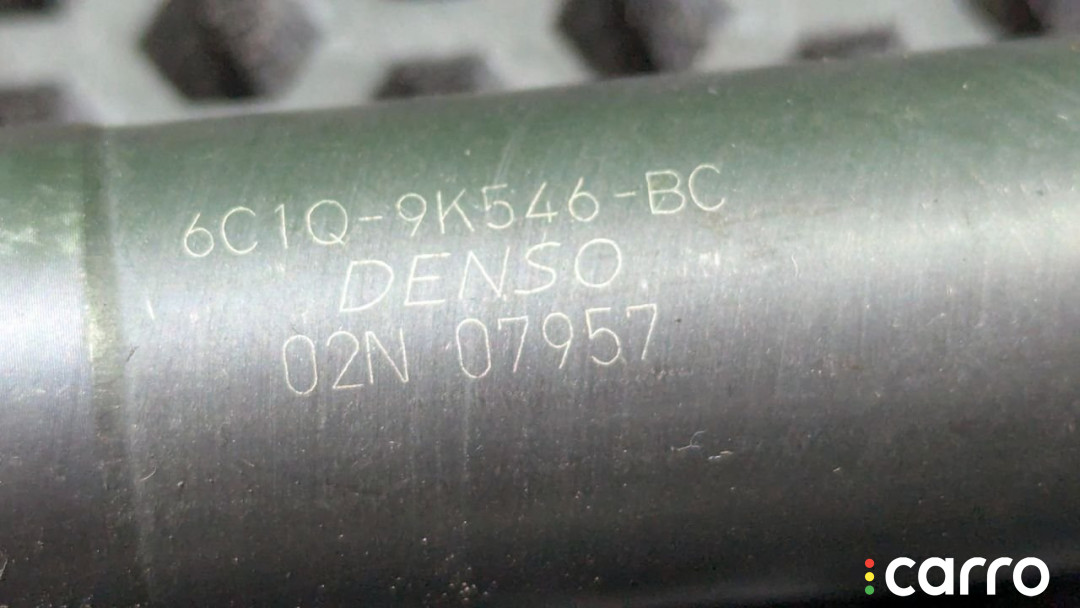 6C1Q-9K546-BC
DENSO
02N 07957
carro